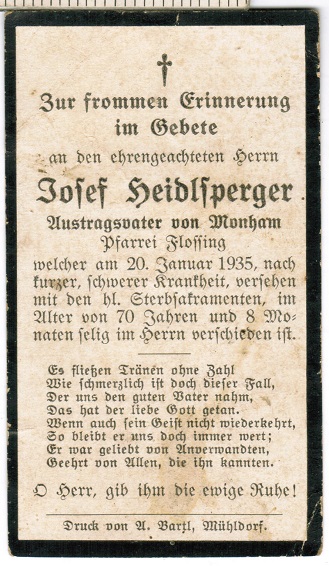 Zur frommen Erinnerung
im Gebete
an den ehrengeachteten Herrn
Josef Heidlsperger
Austragsvater von Monham
Pfarrei Flossing
welcher am 20. Januar 1935, nach
kurzer, schwerer Krankheit, versehen
mit den hl. Sterbsakramenten, im
Alter von 70 Jahren und 8 Mo-
naten selig im Herrn verschieden ist.
Es fließen Tränen ohne Zahl
Wie schmerzlich ist doch dieser Fall,
Der uns den guten Vater nahm,
Das hat der liebe Gott getan.
Wenn auch sein Geist nicht wiederkehrt,
So bleibt er uns doch immer wert;
Er war geliebt von Anverwandten,
Geehrt von Allen, die ihn kannten.
O Herr, gib ihm die ewige Ruhe!
Druck von A. Bartl, Mühldorf.